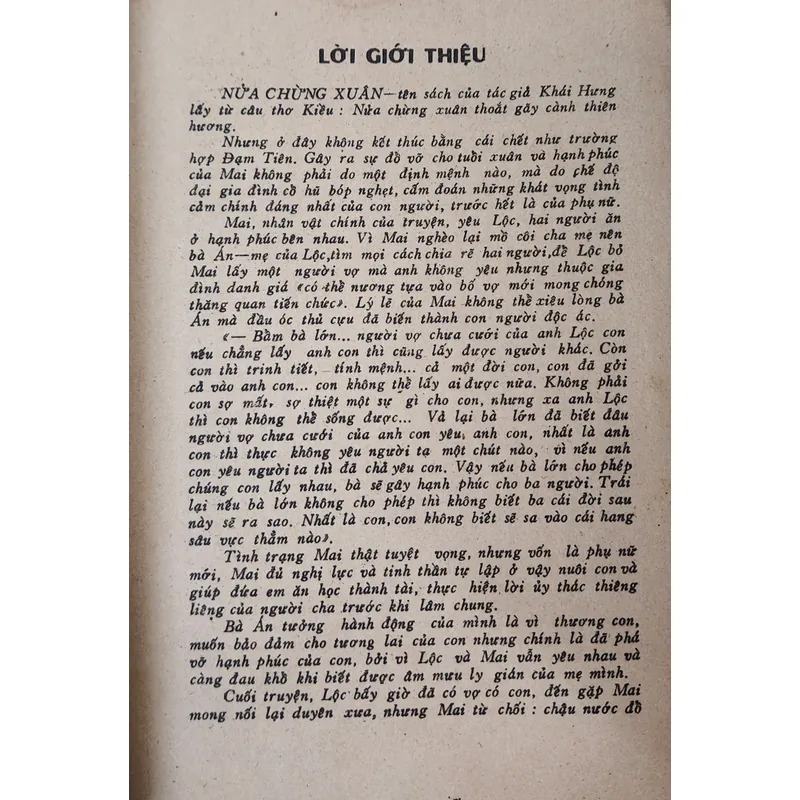 LỜI GIỚI THIỆU
NỬA CHỪNG XUÂN—tên sách của tác giả Khái Hưng
lấy từ câu thơ Kiều : Nửa chừng xuân thoắt gãy cành thiên
hương.
Nhưng ở đây không kết thúc bằng cái chết như trường
hợp Đạm Tiên. Gây ra sự đổ vỡ cho tuổi xuân và hạnh phúc
của Mai không phải do một định mệnh nào, mà do chế độ
đại gia đình cổ hũ bóp nghẹt, cấm đoán những khát vọng tình
cảm chính đáng nhất của con người, trước hết là của phụ nữ.
Mai, nhân vật chính của truyện, yêu Lộc, hai người ăn
ở hạnh phúc bên nhau. Vì Mai nghèo lại mồ côi cha mẹ nên
bà Án—mẹ của Lộc,tìm mọi cách chia rẽ hai người,để Lộc bỏ
Mai lấy một người vợ mà anh không yêu nhưng thuộc gia
đình danh giá «có thể nương tựa vào bố vợ mới mong chóng
thăng quan tiến chức». Lý lẽ của Mai không thể xiêu lòng bà
Án mà đầu óc thủ cựu đã biến thành con người độc ác.
«— Bẩm bà lớn... người vợ chưa cưới của anh Lộc con
nếu chẳng lấy anh con thì cũng lấy được người khác. Còn
con thì trinh tiết, tính mệnh... cả một đời con, con đã gởi
cả vào anh con... con không thể lấy ai được nữa. Không phải
con sợ mất, sợ thiệt một sự gì cho con, nhưng xa anh Lộc
thì con không thể sống được... Vả lại bà lớn đã biết đâu
người vợ chưa cưới của anh con yêu anh con, nhất là anh
con thì thực không yêu người ta một chút nào, vì nếu anh
con yêu người ta thì đã chả yêu con. Vậy nếu bà lớn cho phép
chúng con lấy nhau, bà sẽ gây hạnh phúc cho ba người. Trái
lại nếu bà lớn không cho phép thì không biết ba cái đời sau
này sẽ ra sao. Nhất là con, con không biết sẽ sa vào cái hang
sâu vực thẳm nào».
Tình trạng Mai thật tuyệt vọng, nhưng vốn là phụ nữ
mới, Mai đủ nghị lực và tinh thần tự lập ở vậy nuôi con và
giúp đứa em ăn học thành tài, thực hiện lời ủy thác thiêng
liêng của người cha trước khi lâm chung.
Bà Án tưởng hành động của mình là vì thương con,
muốn bảo đảm cho tương lai của con nhưng chính là đã phá
vỡ hạnh phúc của con, bởi vì Lộc và Mai vẫn yêu nhau và
càng đau khổ khi biết được âm mưu ly gián của mẹ mình.
Cuối truyện, Lộc bấy giờ đã có vợ có con, đến gặp Mai
mong nối lại duyên xưa, nhưng Mai từ chối : chậu nước đổ